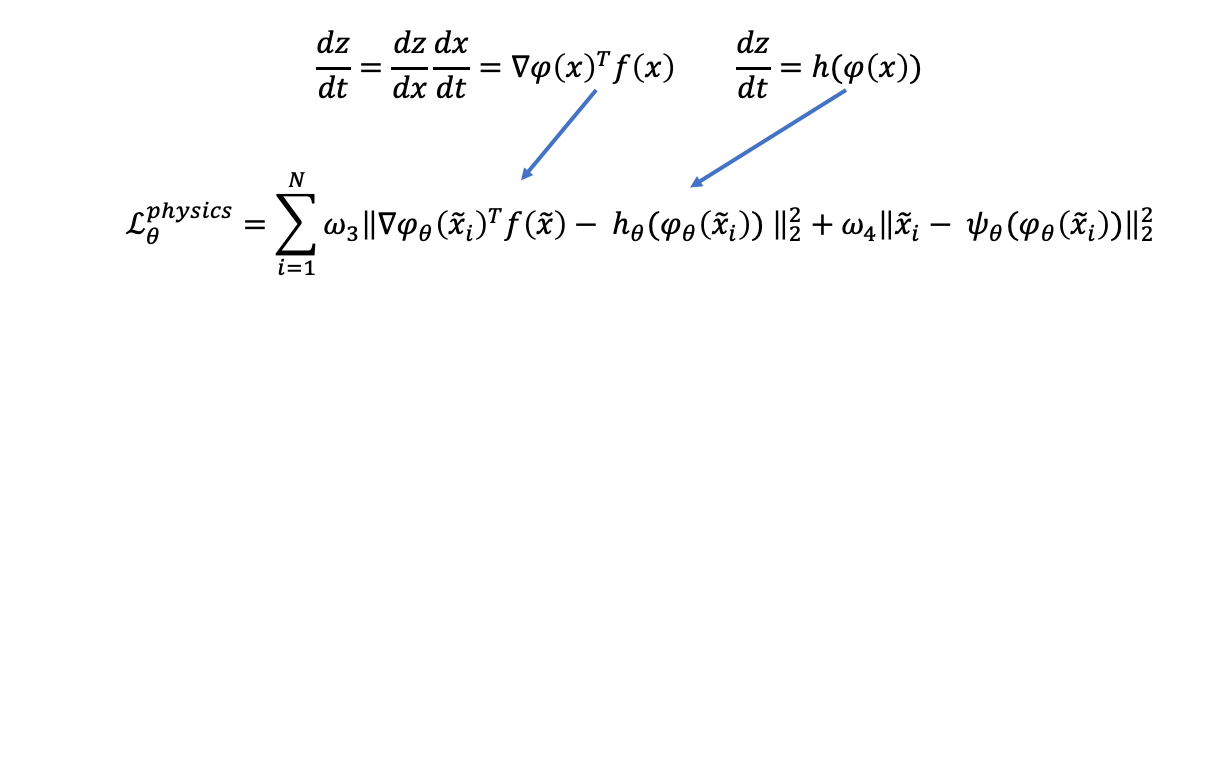 dz/dt = dz/dx dx/dt = ∇φ(x)^T f(x) dz/dt = h(φ(x))
ℒ_θ^physics = ∑_{i=1}^{N} ω₃‖∇φ_θ(x̃_i)^T f(x̃) − h_θ(φ_θ(x̃_i)) ‖₂² + ω₄‖x̃_i − ψ_θ(φ_θ(x̃_i))‖₂²